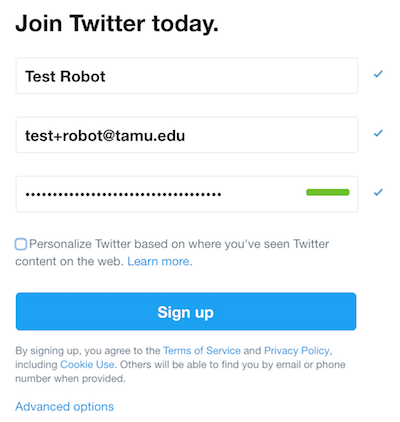 Join Twitter today.
Test Robot
test+robot@tamu.edu
Personalize Twitter based on where you've seen Twitter
content on the web. Learn more.
Sign up
By signing up, you agree to the Terms of Service and Privacy Policy,
including Cookie Use. Others will be able to find you by email or phone
number when provided.
Advanced options